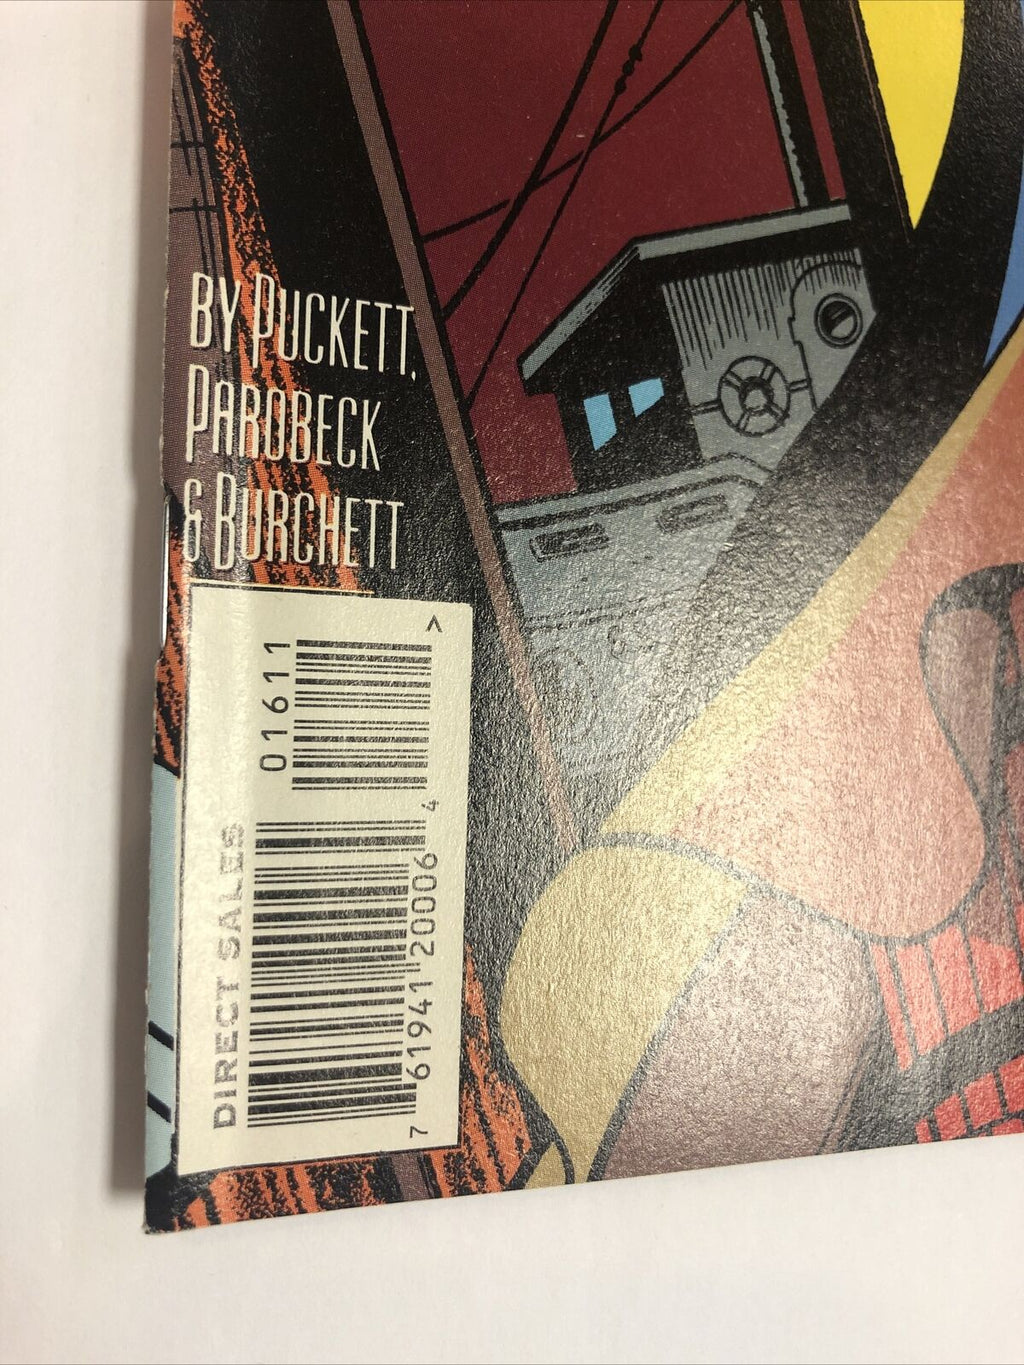 BY PUCKETT,
PAROBECK
& BURCHETT
DIRECT SALES
7 61941 20006 4
01611 >